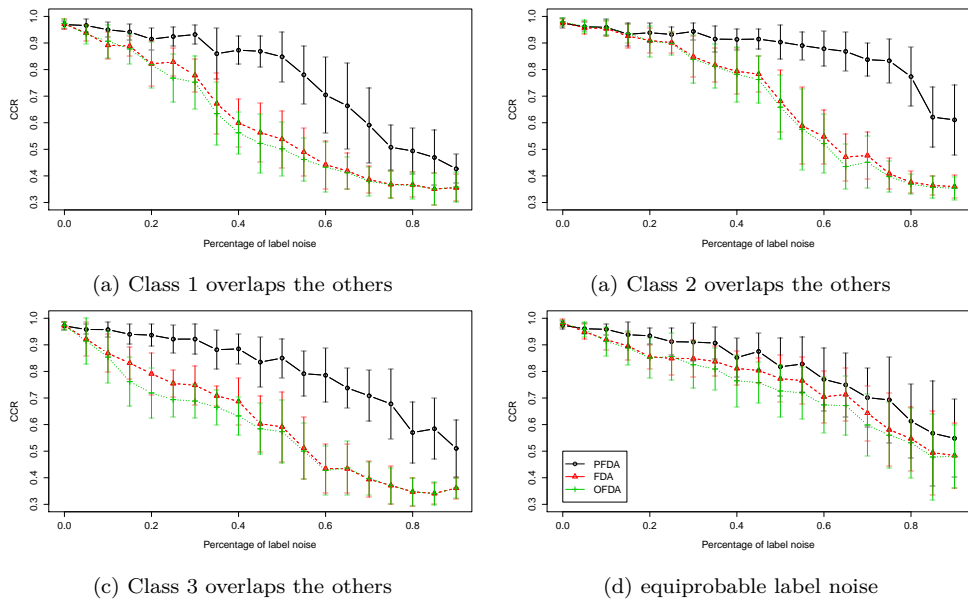 1.0
0.9
0.8
0.7
0.6
0.5
0.4
0.3
CCR
0.0 0.2 0.4 0.6 0.8
Percentage of label noise
(a) Class 1 overlaps the others
1.0
0.9
0.8
0.7
0.6
0.5
0.4
0.3
CCR
0.0 0.2 0.4 0.6 0.8
Percentage of label noise
(a) Class 2 overlaps the others
1.0
0.9
0.8
0.7
0.6
0.5
0.4
0.3
CCR
0.0 0.2 0.4 0.6 0.8
Percentage of label noise
(c) Class 3 overlaps the others
1.0
0.9
0.8
0.7
0.6
0.5
0.4
0.3
CCR
PFDA
FDA
OFDA
0.0 0.2 0.4 0.6 0.8
Percentage of label noise
(d) equiprobable label noise